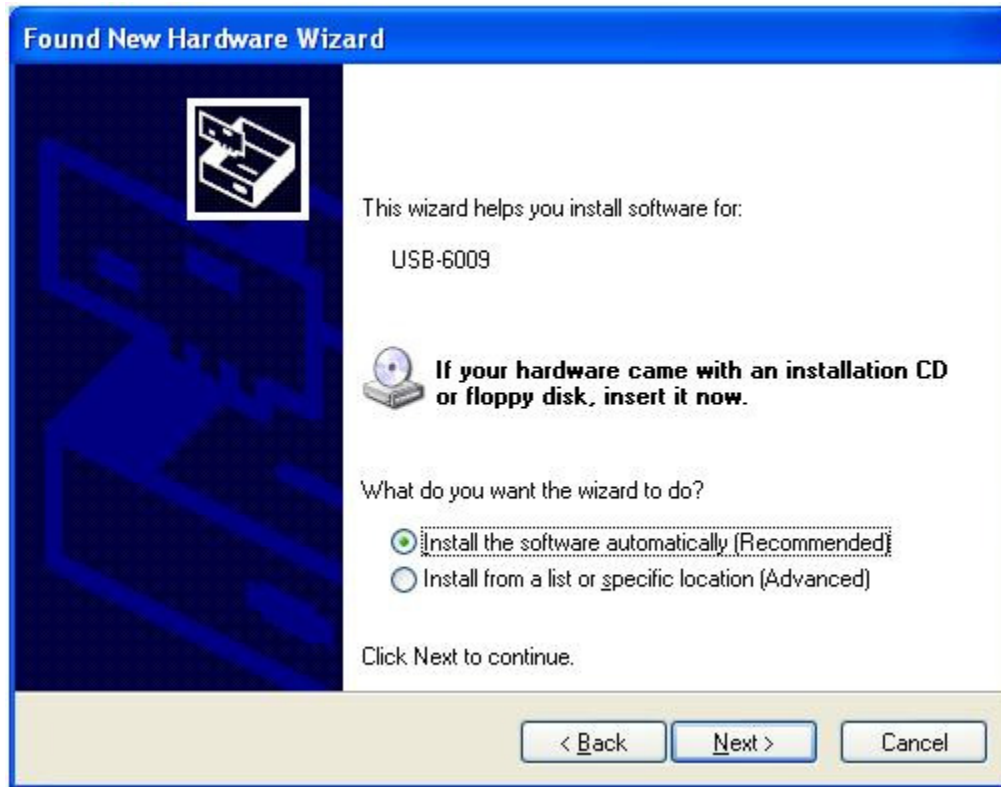 Found New Hardware Wizard
This wizard helps you install software for:
USB-6009
If your hardware came with an installation CD
or floppy disk, insert it now.
What do you want the wizard to do?
Install the software automatically (Recommended)
Install from a list or specific location (Advanced)
Click Next to continue.
< Back
Next >
Cancel